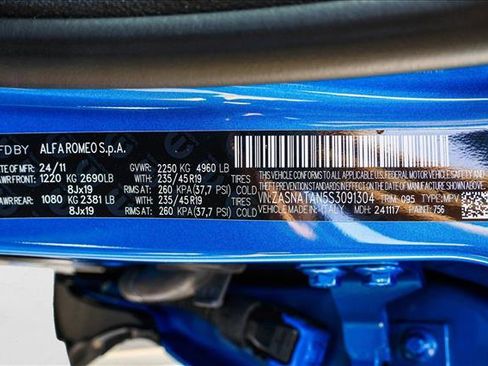 FD BY ALFA ROMEO S.p.A.
DATE OF MFR: 24/11 GVWR: 2250 KG 4960 LB
AWR FRONT: 1220 KG 2690 LB WITH: 235/45R19 TIRES
8Jx19 RIMS AT: 260 KPA (37,7 PSI) COLD
AWR REAR: 1080 KG 2381 LB WITH: 235/45R19 TIRES
8Jx19 RIMS AT: 260 KPA (37,7 PSI) COLD
THIS VEHICLE CONFORMS TO ALL APPLICABLE U.S. FEDERAL MOTOR VEHICLE SAFETY AND
THEFT PREVENTION STANDARDS IN EFFECT ON THE DATE OF MANUFACTURE SHOWN ABOVE
VIN: ZASNATAN5S3091304 TRIM: 095 TYPE: MPV
VEHICLE MADE IN: ITALY MDH: 241117 PAINT: 756